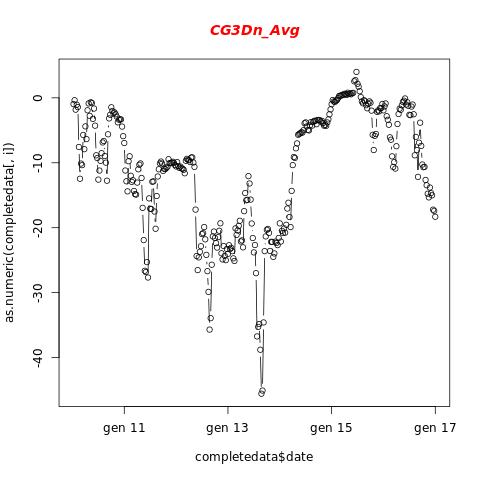 CG3Dn_Avg
as.numeric(completedata[, i])
0
-10
-20
-30
-40
gen 11
gen 13
gen 15
gen 17
completedata$date